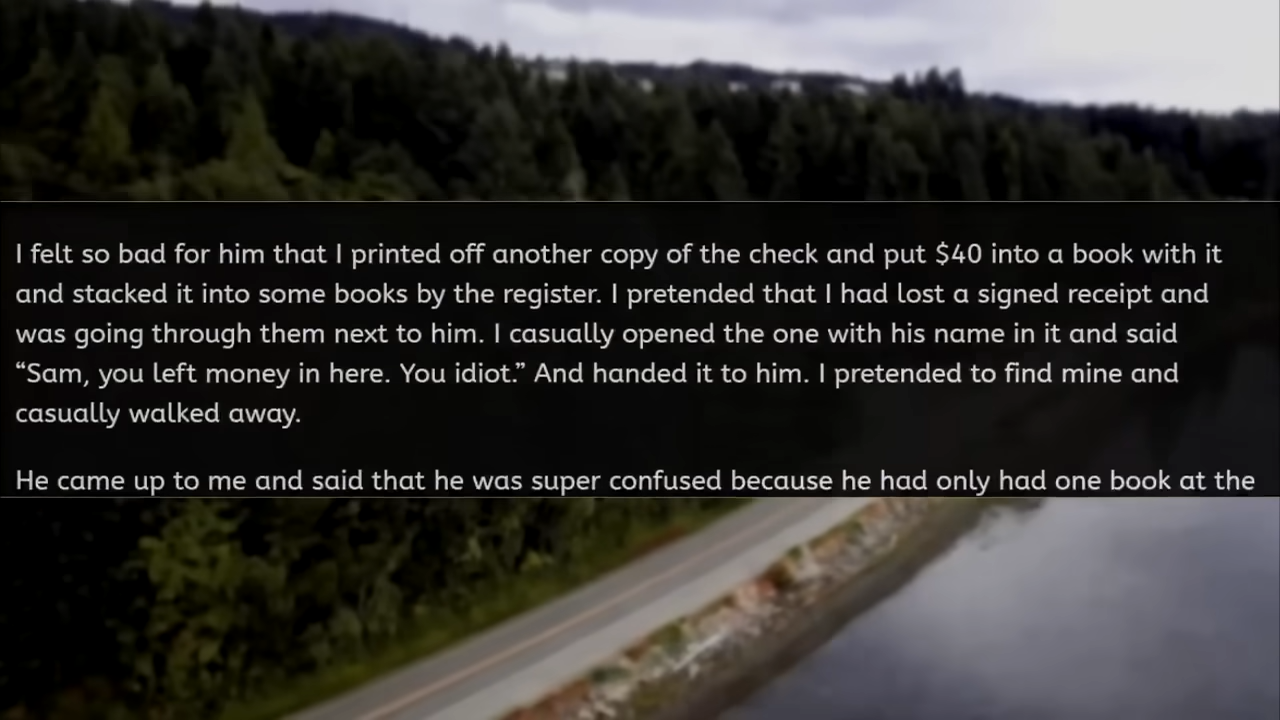 I felt so bad for him that I printed off another copy of the check and put $40 into a book with it
and stacked it into some books by the register. I pretended that I had lost a signed receipt and
was going through them next to him. I casually opened the one with his name in it and said
“Sam, you left money in here. You idiot.” And handed it to him. I pretended to find mine and
casually walked away.
He came up to me and said that he was super confused because he had only had one book at the